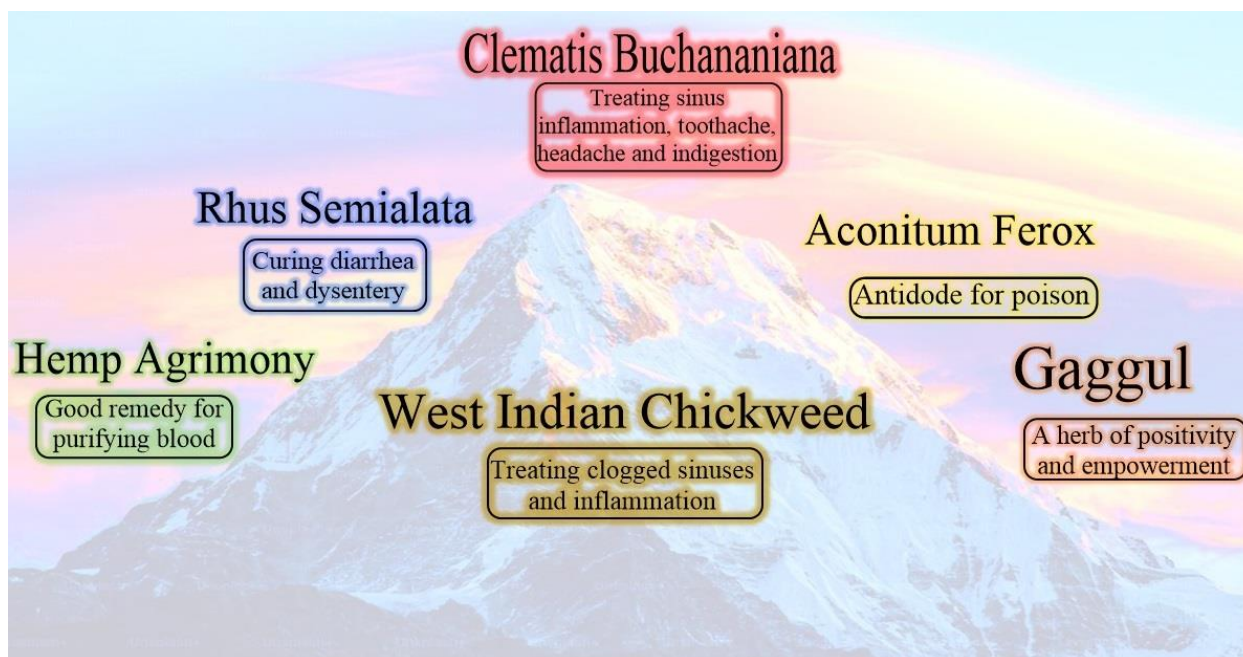 Clematis Buchananiana
Treating sinus
inflammation, toothache,
headache and indigestion
Rhus Semialata
Curing diarrhea
and dysentery
Aconitum Ferox
Antidode for poison
Hemp Agrimony
Good remedy for
purifying blood
West Indian Chickweed
Treating clogged sinuses
and inflammation
Gaggul
A herb of positivity
and empowerment